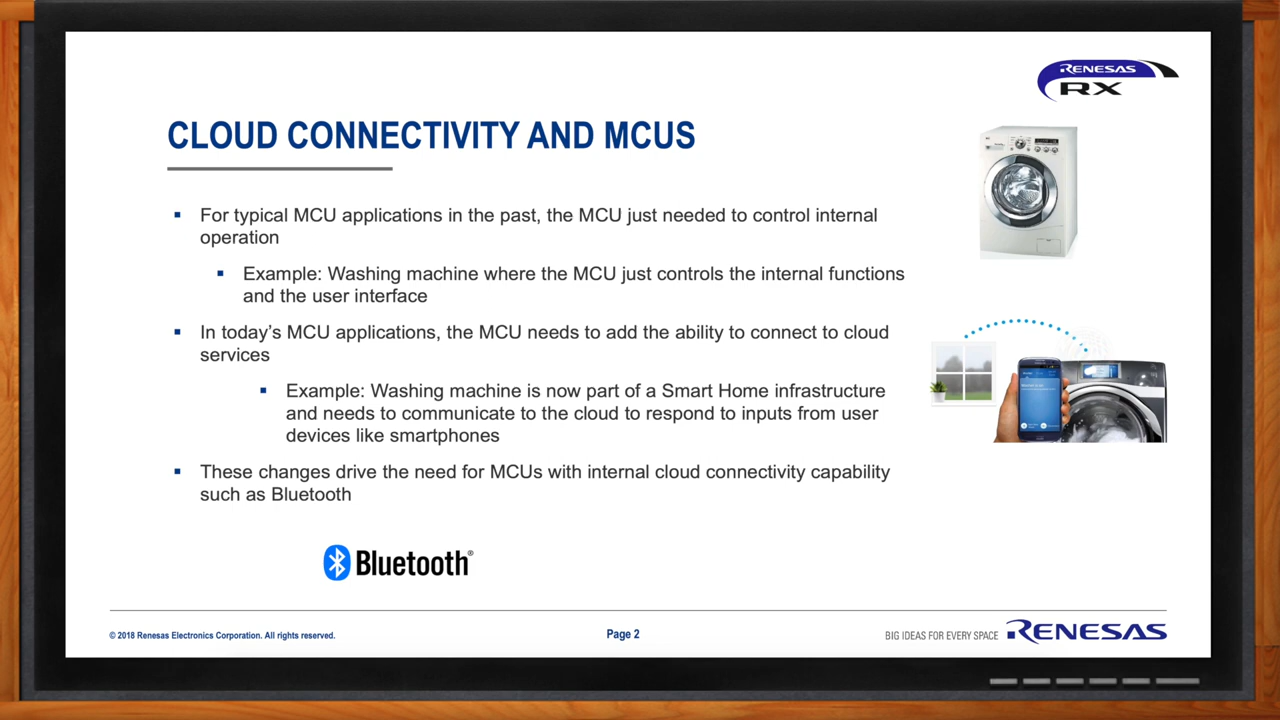 RENESAS
RX
CLOUD CONNECTIVITY AND MCUS
▪ For typical MCU applications in the past, the MCU just needed to control internal
operation
▪ Example: Washing machine where the MCU just controls the internal functions
and the user interface
▪ In today’s MCU applications, the MCU needs to add the ability to connect to cloud
services
▪ Example: Washing machine is now part of a Smart Home infrastructure
and needs to communicate to the cloud to respond to inputs from user
devices like smartphones
▪ These changes drive the need for MCUs with internal cloud connectivity capability
such as Bluetooth
Bluetooth®
© 2018 Renesas Electronics Corporation. All rights reserved.
Page 2
BIG IDEAS FOR EVERY SPACE
RENESAS